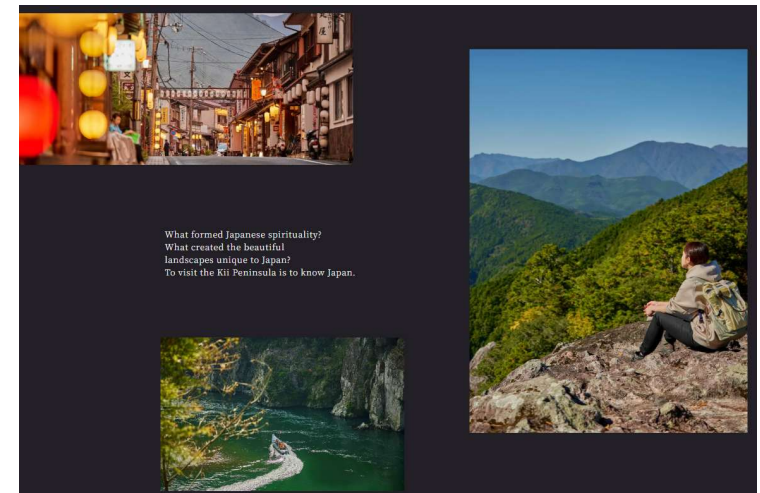 What formed Japanese spirituality?
What created the beautiful
landscapes unique to Japan?
To visit the Kii Peninsula is to know Japan.